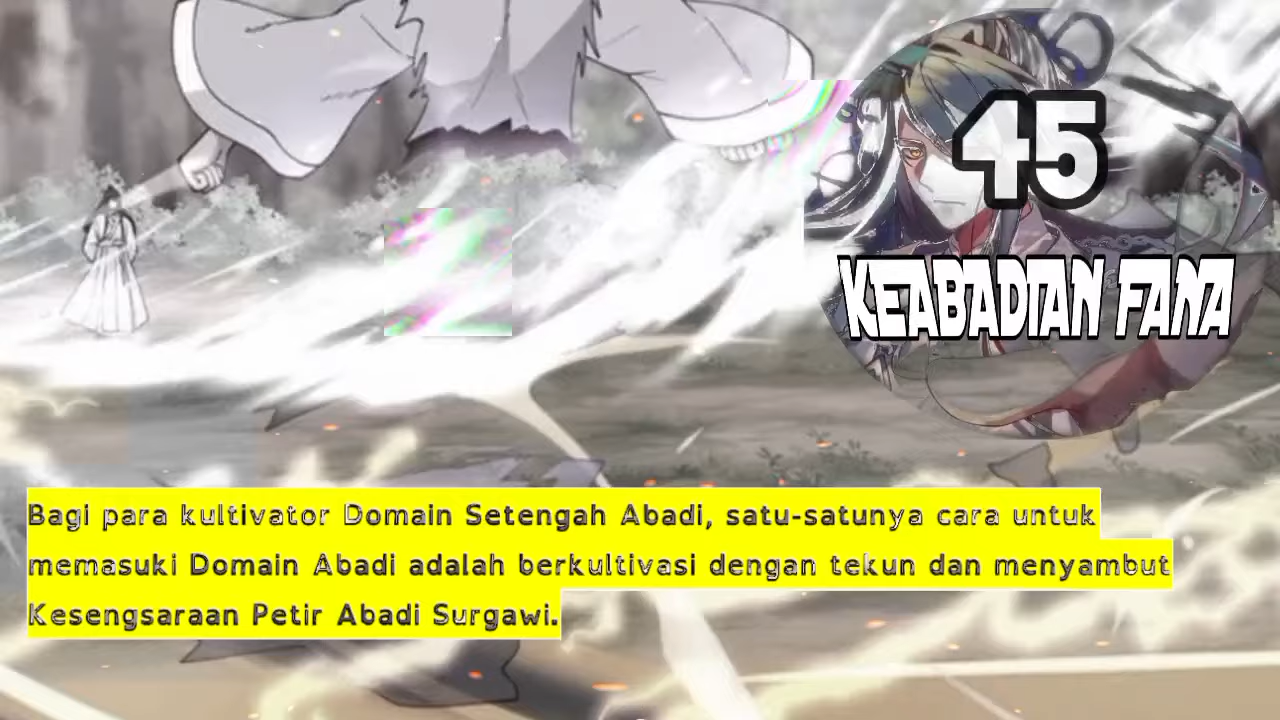 45
KEABADIAN FANA
Bagi para kultivator Domain Setengah Abadi, satu-satunya cara untuk
memasuki Domain Abadi adalah berkultivasi dengan tekun dan menyambut
Kesengsaraan Petir Abadi Surgawi.